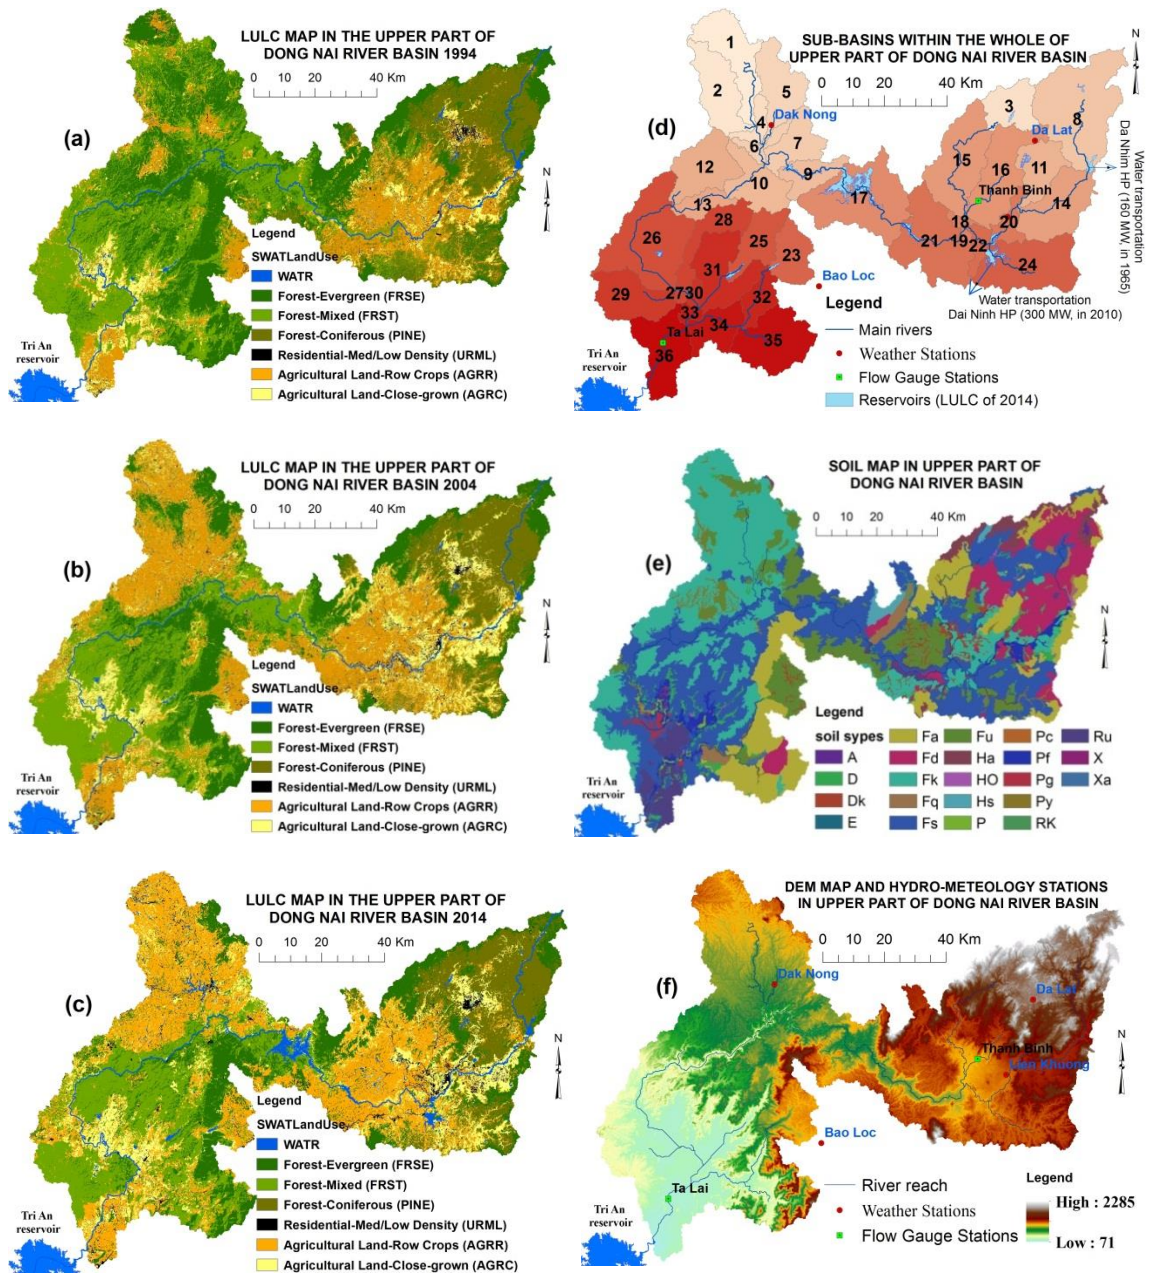 LULC MAP IN THE UPPER PART OF
DONG NAI RIVER BASIN 1994
0 10 20 40 Km
(a)
N
Legend
SWATLandUse
WATR
Forest-Evergreen (FRSE)
Forest-Mixed (FRST)
Forest-Coniferous (PINE)
Residential-Med/Low Density (URML)
Agricultural Land-Row Crops (AGRR)
Agricultural Land-Close-grown (AGRC)
Tri An
reservoir
SUB-BASINS WITHIN THE WHOLE OF
UPPER PART OF DONG NAI RIVER BASIN
0 10 20 40 Km
(d)
N
1
2
5
3
8
4
Dak Nong
Da Lat
6
7
12
15
16
11
9
10
Thanh Binh
17
14
13
28
18
20
26
25
21
19
22
23
31
24
Bao Loc
29
27
30
32
33
Ta Lai
34
35
36
Water transportation
Da Nhim HP (160 MW, in 1965)
Water transportation
Dai Ninh HP (300 MW, in 2010)
Legend
Main rivers
Weather Stations
Flow Gauge Stations
Reservoirs (LULC of 2014)
Tri An
reservoir
LULC MAP IN THE UPPER PART OF
DONG NAI RIVER BASIN 2004
0 10 20 40 Km
(b)
N
Legend
SWATLandUse
WATR
Forest-Evergreen (FRSE)
Forest-Mixed (FRST)
Forest-Coniferous (PINE)
Residential-Med/Low Density (URML)
Agricultural Land-Row Crops (AGRR)
Agricultural Land-Close-grown (AGRC)
Tri An
reservoir
SOIL MAP IN UPPER PART OF
DONG NAI RIVER BASIN
0 10 20 40 Km
(e)
N
Legend
soil sypes
A
D
Dk
E
Fa
Fd
Fk
Fq
Fs
Fu
Ha
HO
Hs
P
Pc
Pf
Pg
Py
RK
Ru
X
Xa
Tri An
reservoir
LULC MAP IN THE UPPER PART OF
DONG NAI RIVER BASIN 2014
0 10 20 40 Km
(c)
N
Legend
SWATLandUse
WATR
Forest-Evergreen (FRSE)
Forest-Mixed (FRST)
Forest-Coniferous (PINE)
Residential-Med/Low Density (URML)
Agricultural Land-Row Crops (AGRR)
Agricultural Land-Close-grown (AGRC)
Tri An
reservoir
DEM MAP AND HYDRO-METEOLOGY STATIONS
IN UPPER PART OF DONG NAI RIVER BASIN
0 10 20 40 Km
(f)
N
Dak Nong
Da Lat
Thanh Binh
Lien Khuong
Bao Loc
Ta Lai
River reach
Weather Stations
Flow Gauge Stations
Legend
High : 2285
Low : 71
Tri An
reservoir